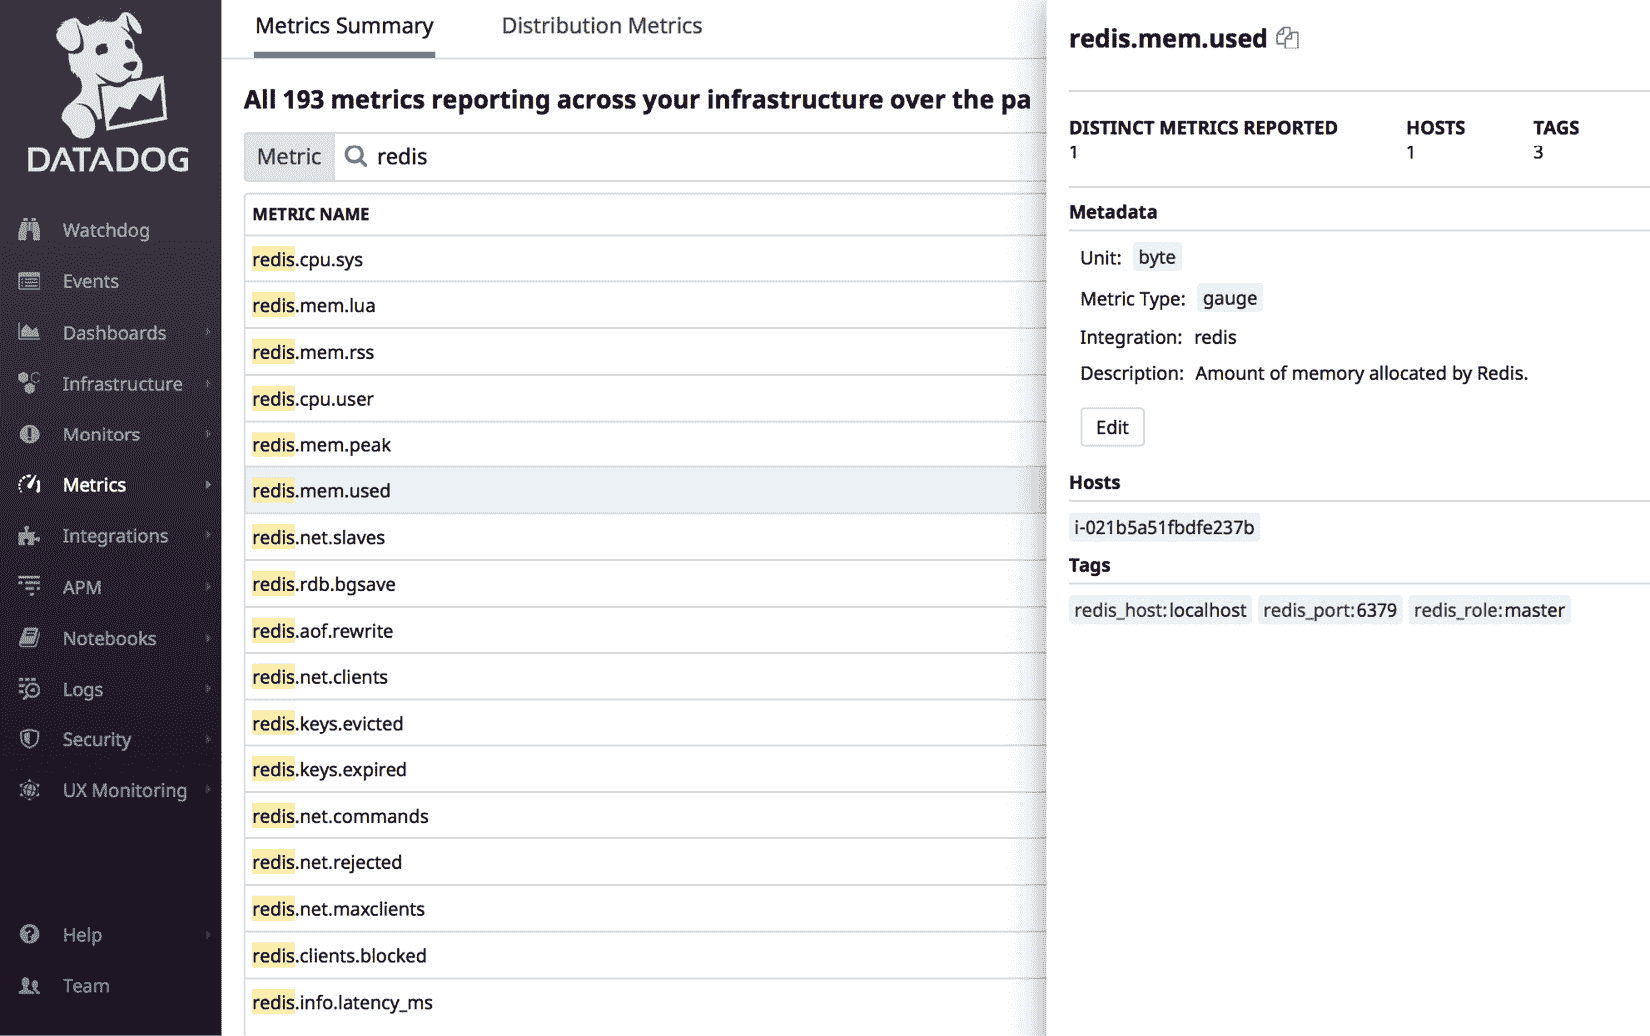 DATADOG
Watchdog
Events
Dashboards
Infrastructure
Monitors
Metrics
Integrations
APM
Notebooks
Logs
Security
UX Monitoring
Help
Team
Metrics Summary Distribution Metrics
All 193 metrics reporting across your infrastructure over the pa
Metric redis
METRIC NAME
redis.cpu.sys
redis.mem.lua
redis.mem.rss
redis.cpu.user
redis.mem.peak
redis.mem.used
redis.net.slaves
redis.rdb.bgsave
redis.aof.rewrite
redis.net.clients
redis.keys.evicted
redis.keys.expired
redis.net.commands
redis.net.rejected
redis.net.maxclients
redis.clients.blocked
redis.info.latency_ms
redis.mem.used
DISTINCT METRICS REPORTED HOSTS TAGS
1 1 3
Metadata
Unit: byte
Metric Type: gauge
Integration: redis
Description: Amount of memory allocated by Redis.
Edit
Hosts
i-021b5a51fbdfe237b
Tags
redis_host:localhost redis_port:6379 redis_role:master